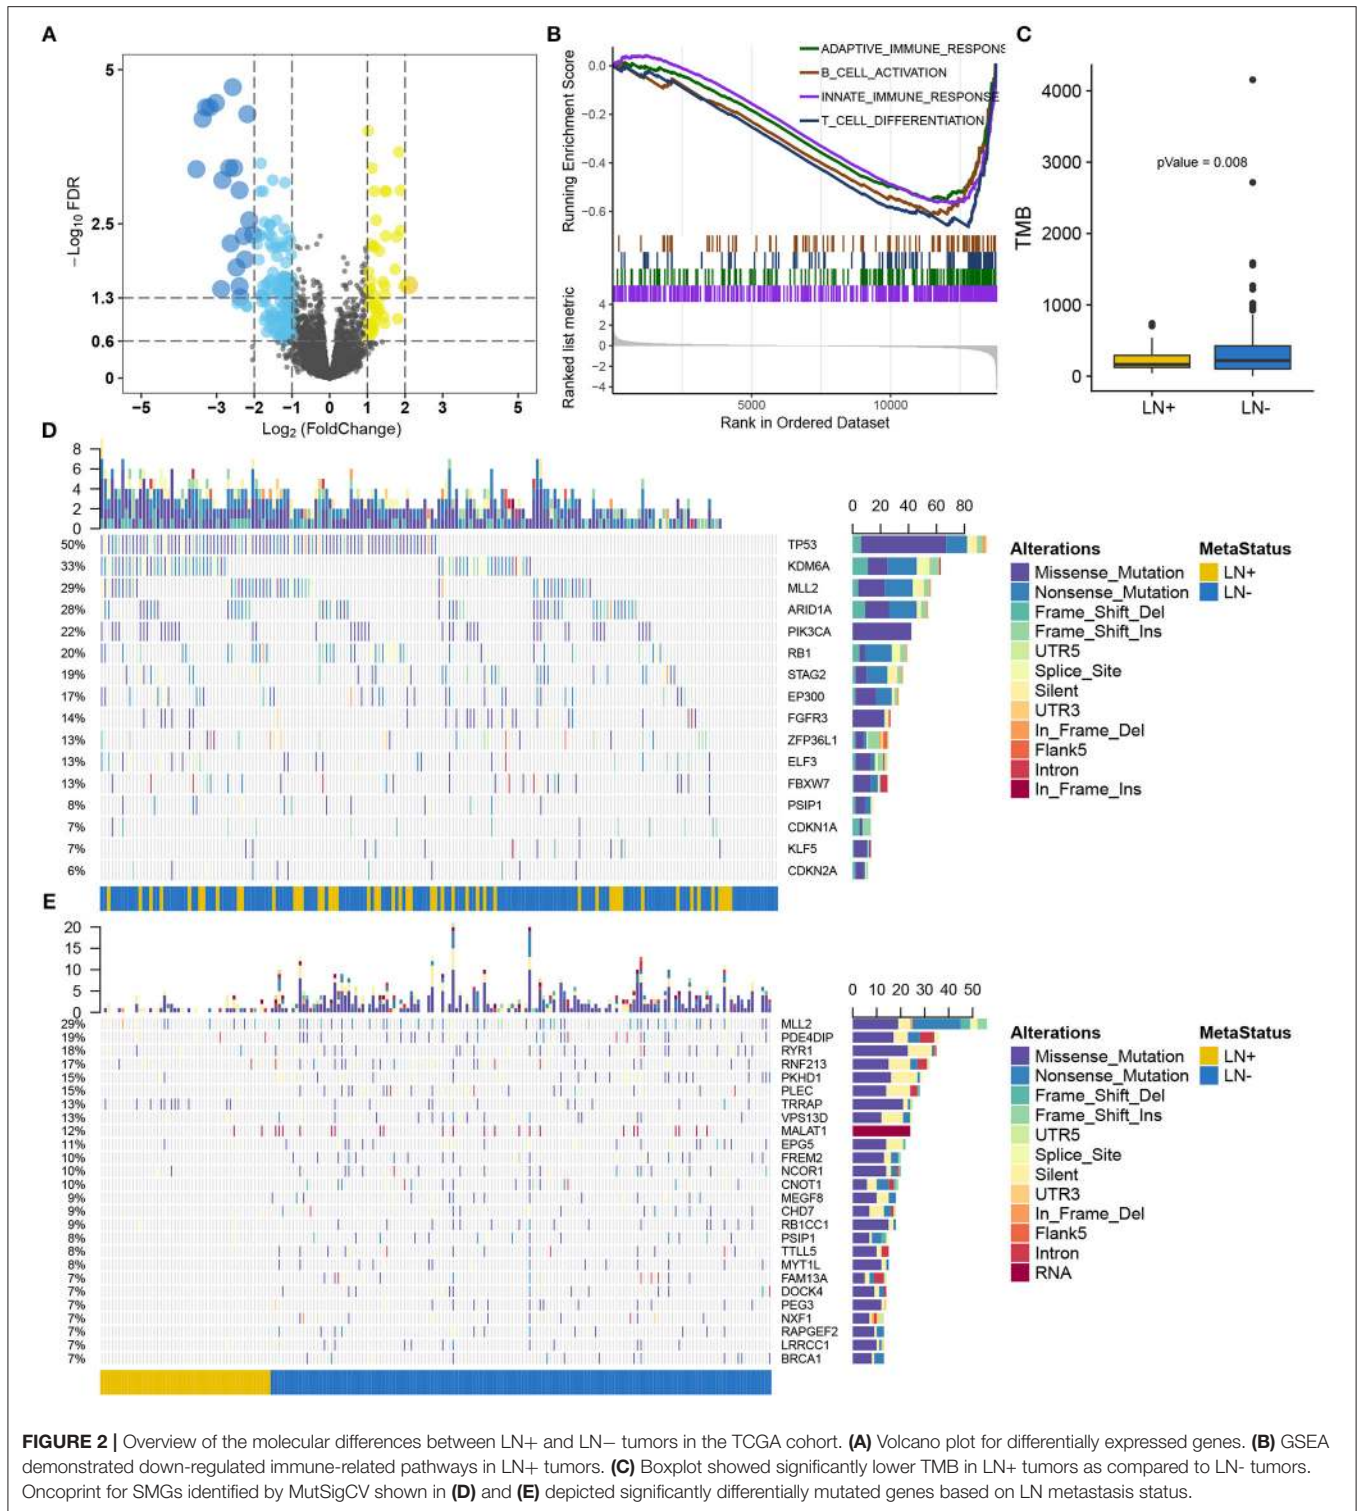 A
B
C
5
2.5
1.3
0.6
0
−Log10 FDR
−5
−3
−2
−1
0
1
2
5
Log2 (FoldChange)
ADAPTIVE_IMMUNE_RESPONS
B_CELL_ACTIVATION
INNATE_IMMUNE_RESPONSE
T_CELL_DIFFERENTIATION
0.0
−0.2
−0.4
−0.6
Running Enrichment Score
4
2
0
−2
−4
Ranked list metric
5000
10000
Rank in Ordered Dataset
4000
3000
2000
1000
0
TMB
pValue = 0.008
LN+
LN-
D
8
6
4
2
0
0 20 40 60 80
50% TP53
33% KDM6A
29% MLL2
28% ARID1A
22% PIK3CA
20% RB1
19% STAG2
17% EP300
14% FGFR3
13% ZFP36L1
13% ELF3
13% FBXW7
8% PSIP1
7% CDKN1A
7% KLF5
6% CDKN2A
Alterations
Missense_Mutation
Nonsense_Mutation
Frame_Shift_Del
Frame_Shift_Ins
UTR5
Splice_Site
Silent
UTR3
In_Frame_Del
Flank5
Intron
In_Frame_Ins
MetaStatus
LN+
LN-
E
20
15
10
5
0
0 10 20 30 40 50
29% MLL2
19% PDE4DIP
18% RYR1
17% RNF213
15% PKHD1
15% PLEC
13% TRRAP
13% VPS13D
12% MALAT1
11% EPG5
10% FREM2
10% NCOR1
10% CNOT1
9% MEGF8
9% CHD7
9% RB1CC1
8% PSIP1
8% TTLL5
8% MYT1L
7% FAM13A
7% DOCK4
7% PEG3
7% NXF1
7% RAPGEF2
7% LRRCC1
7% BRCA1
Alterations
Missense_Mutation
Nonsense_Mutation
Frame_Shift_Del
Frame_Shift_Ins
UTR5
Splice_Site
Silent
UTR3
In_Frame_Del
Flank5
Intron
RNA
MetaStatus
LN+
LN-
FIGURE 2 | Overview of the molecular differences between LN+ and LN− tumors in the TCGA cohort. (A) Volcano plot for differentially expressed genes. (B) GSEA
demonstrated down-regulated immune-related pathways in LN+ tumors. (C) Boxplot showed significantly lower TMB in LN+ tumors as compared to LN- tumors.
Oncoprint for SMGs identified by MutSigCV shown in (D) and (E) depicted significantly differentially mutated genes based on LN metastasis status.